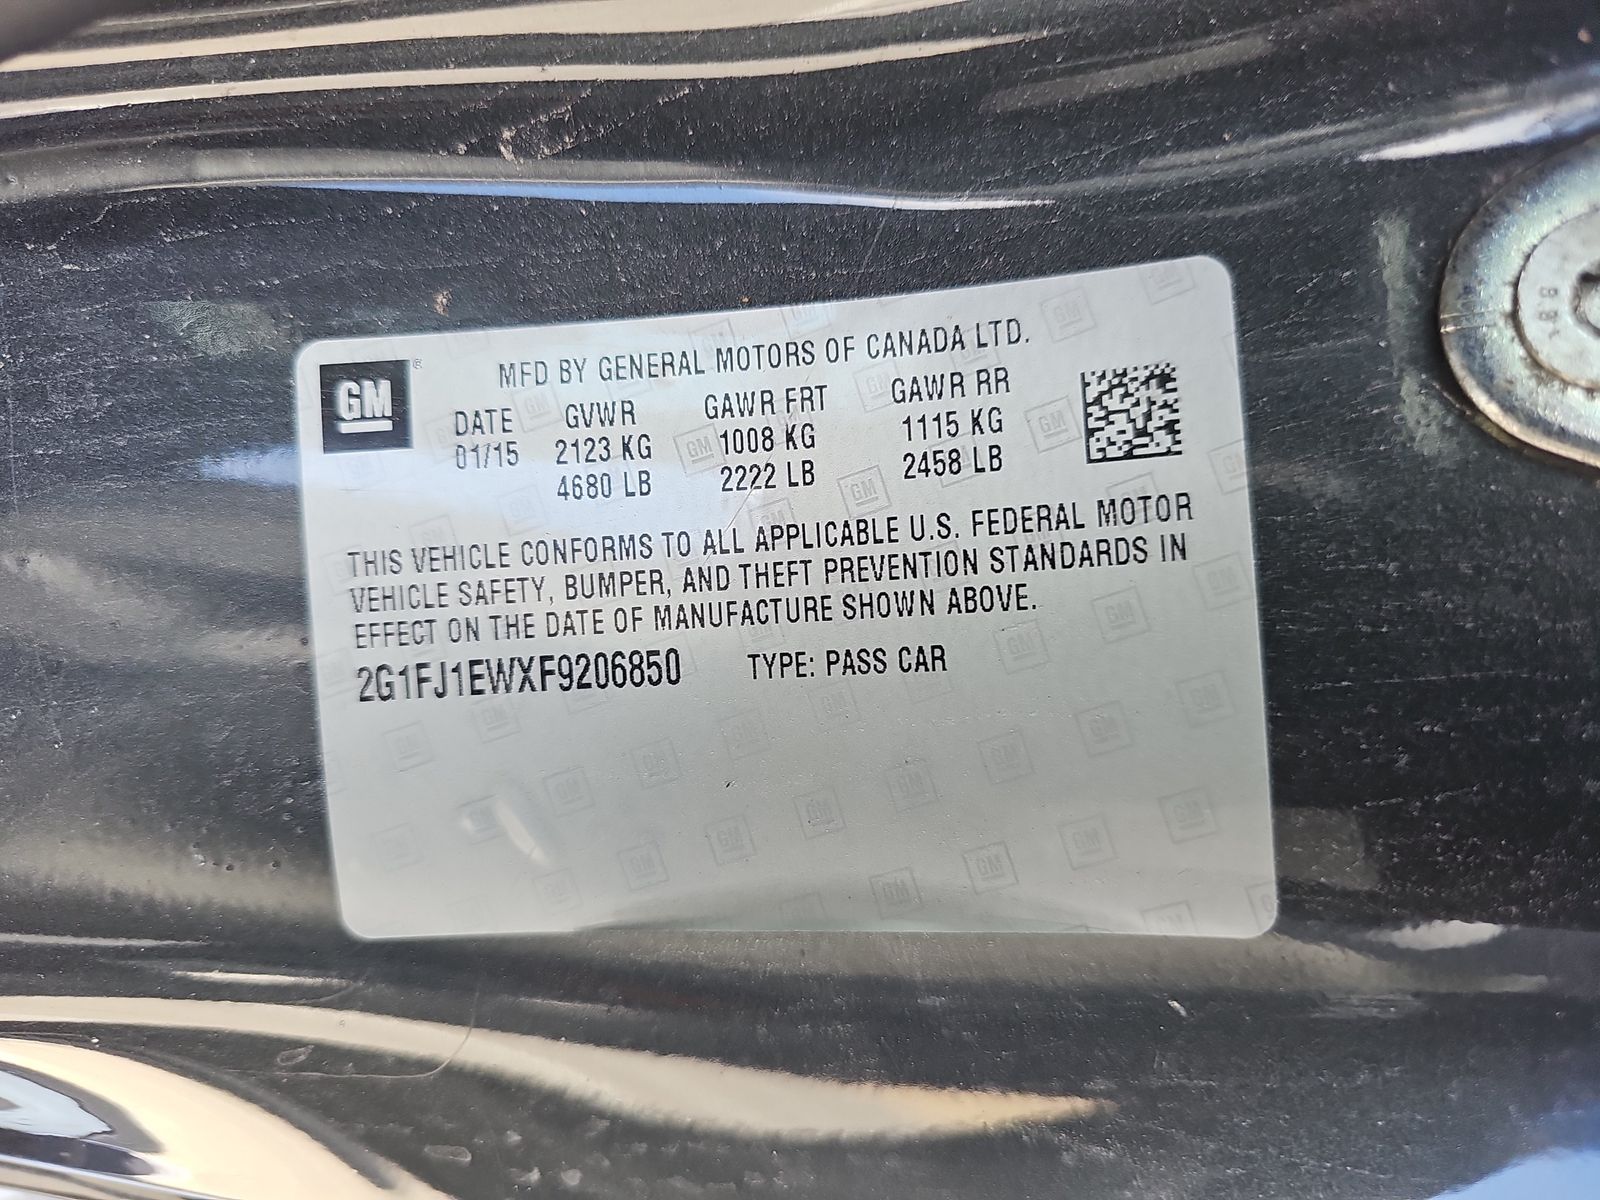 GM
MFD BY GENERAL MOTORS OF CANADA LTD.
DATE GVWR GAWR FRT GAWR RR
01/15 2123 KG 1008 KG 1115 KG
4680 LB 2222 LB 2458 LB
THIS VEHICLE CONFORMS TO ALL APPLICABLE U.S. FEDERAL MOTOR
VEHICLE SAFETY, BUMPER, AND THEFT PREVENTION STANDARDS IN
EFFECT ON THE DATE OF MANUFACTURE SHOWN ABOVE.
2G1FJ1EWXF9206850 TYPE: PASS CAR